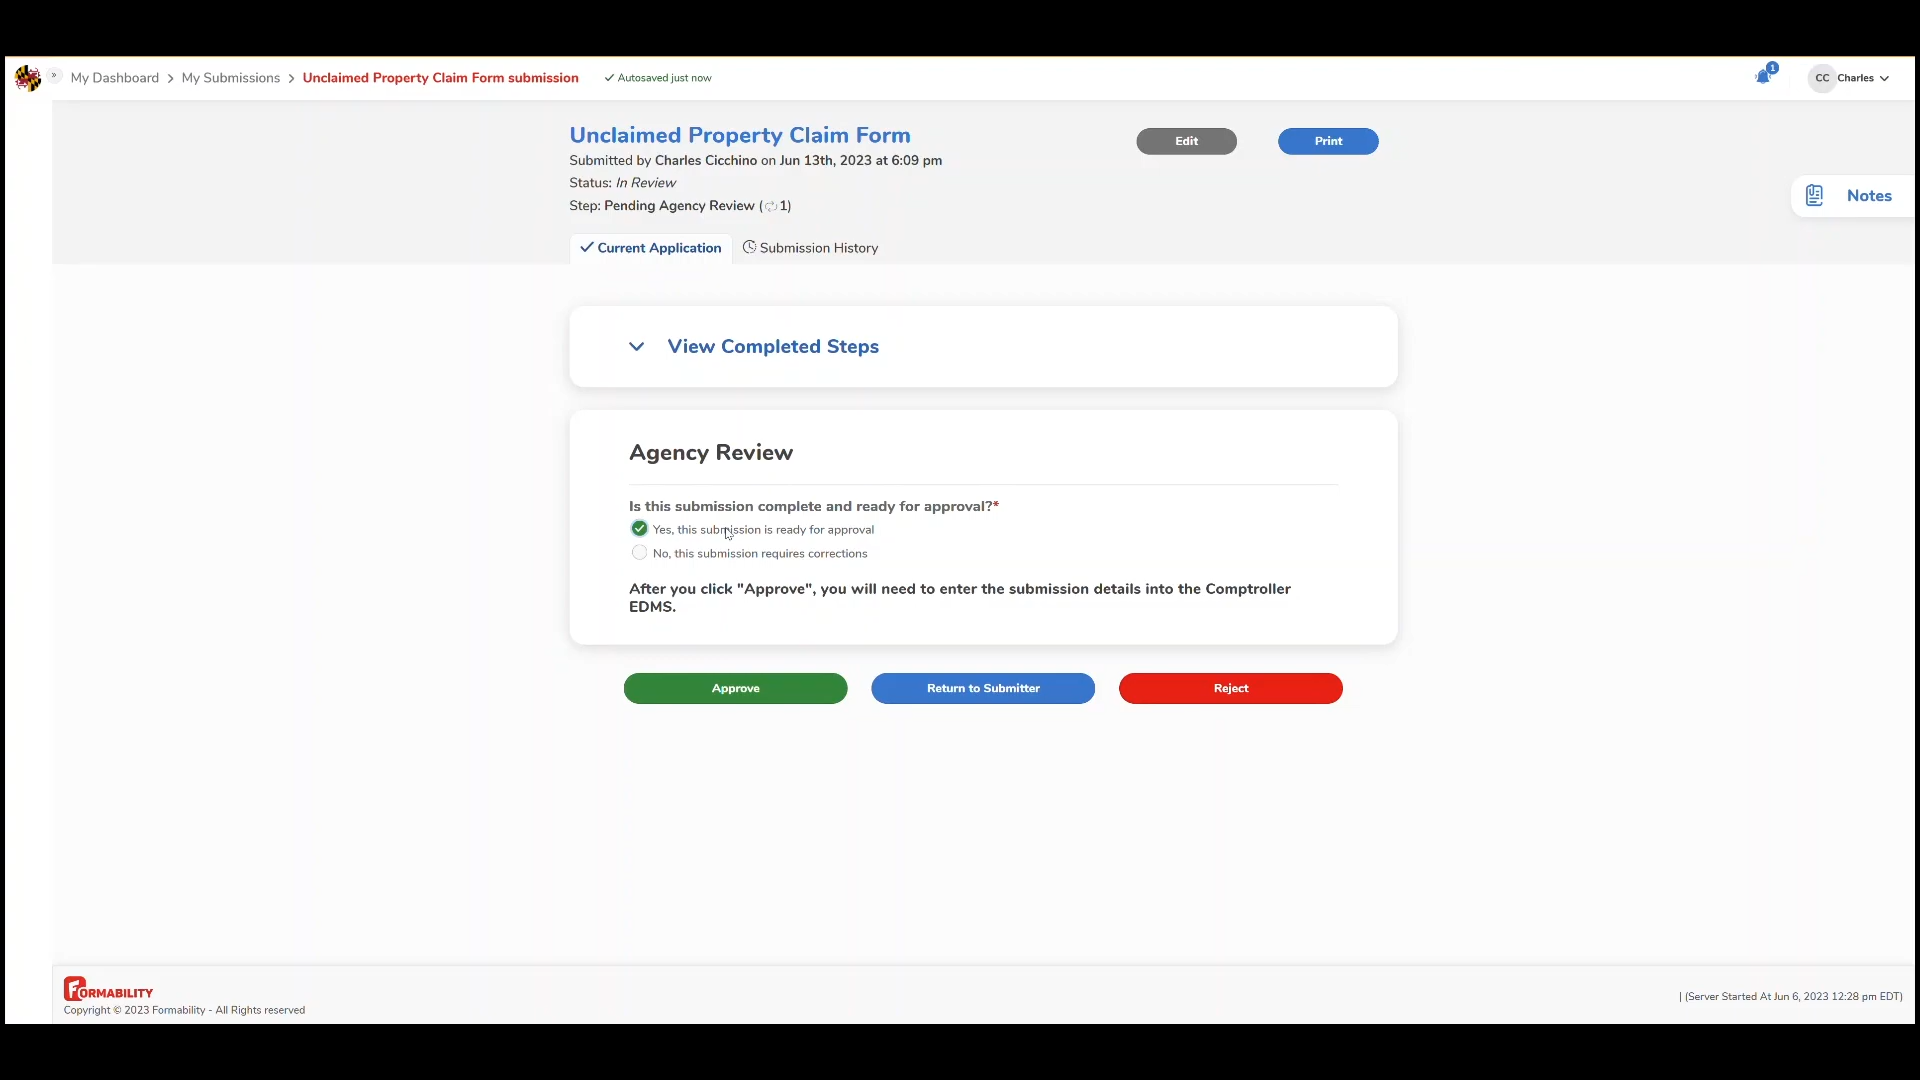 My Dashboard > My Submissions > Unclaimed Property Claim Form submission ✓ Autosaved just now
1
CC Charles
Unclaimed Property Claim Form
Edit
Print
Submitted by Charles Cicchino on Jun 13th, 2023 at 6:09 pm
Status: In Review
Notes
Step: Pending Agency Review (1)
Current Application
Submission History
View Completed Steps
Agency Review
Is this submission complete and ready for approval?*
Yes, this submission is ready for approval
No, this submission requires corrections
After you click "Approve", you will need to enter the submission details into the Comptroller
EDMS.
Approve
Return to Submitter
Reject
FORMABILITY
Copyright © 2023 Formability - All Rights reserved
| (Server Started At Jun 6, 2023 12:28 pm EDT)